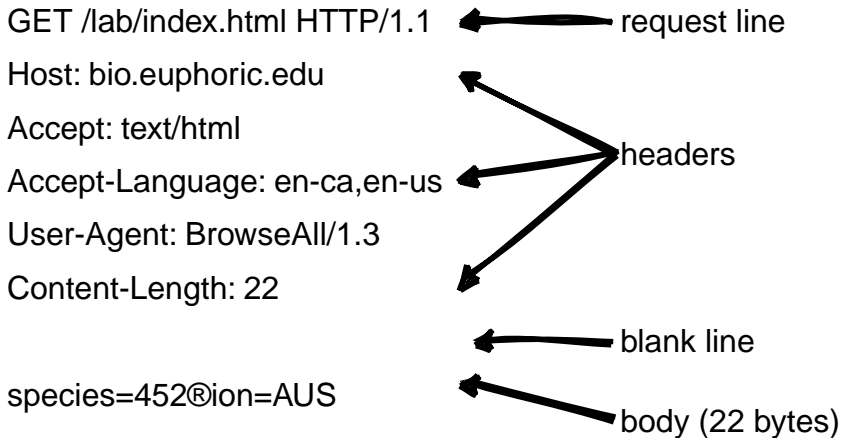 GET /lab/index.html HTTP/1.1 request line
Host: bio.euphoric.edu
Accept: text/html
headers
Accept-Language: en-ca,en-us
User-Agent: BrowseAll/1.3
Content-Length: 22
blank line
species=452®ion=AUS
body (22 bytes)